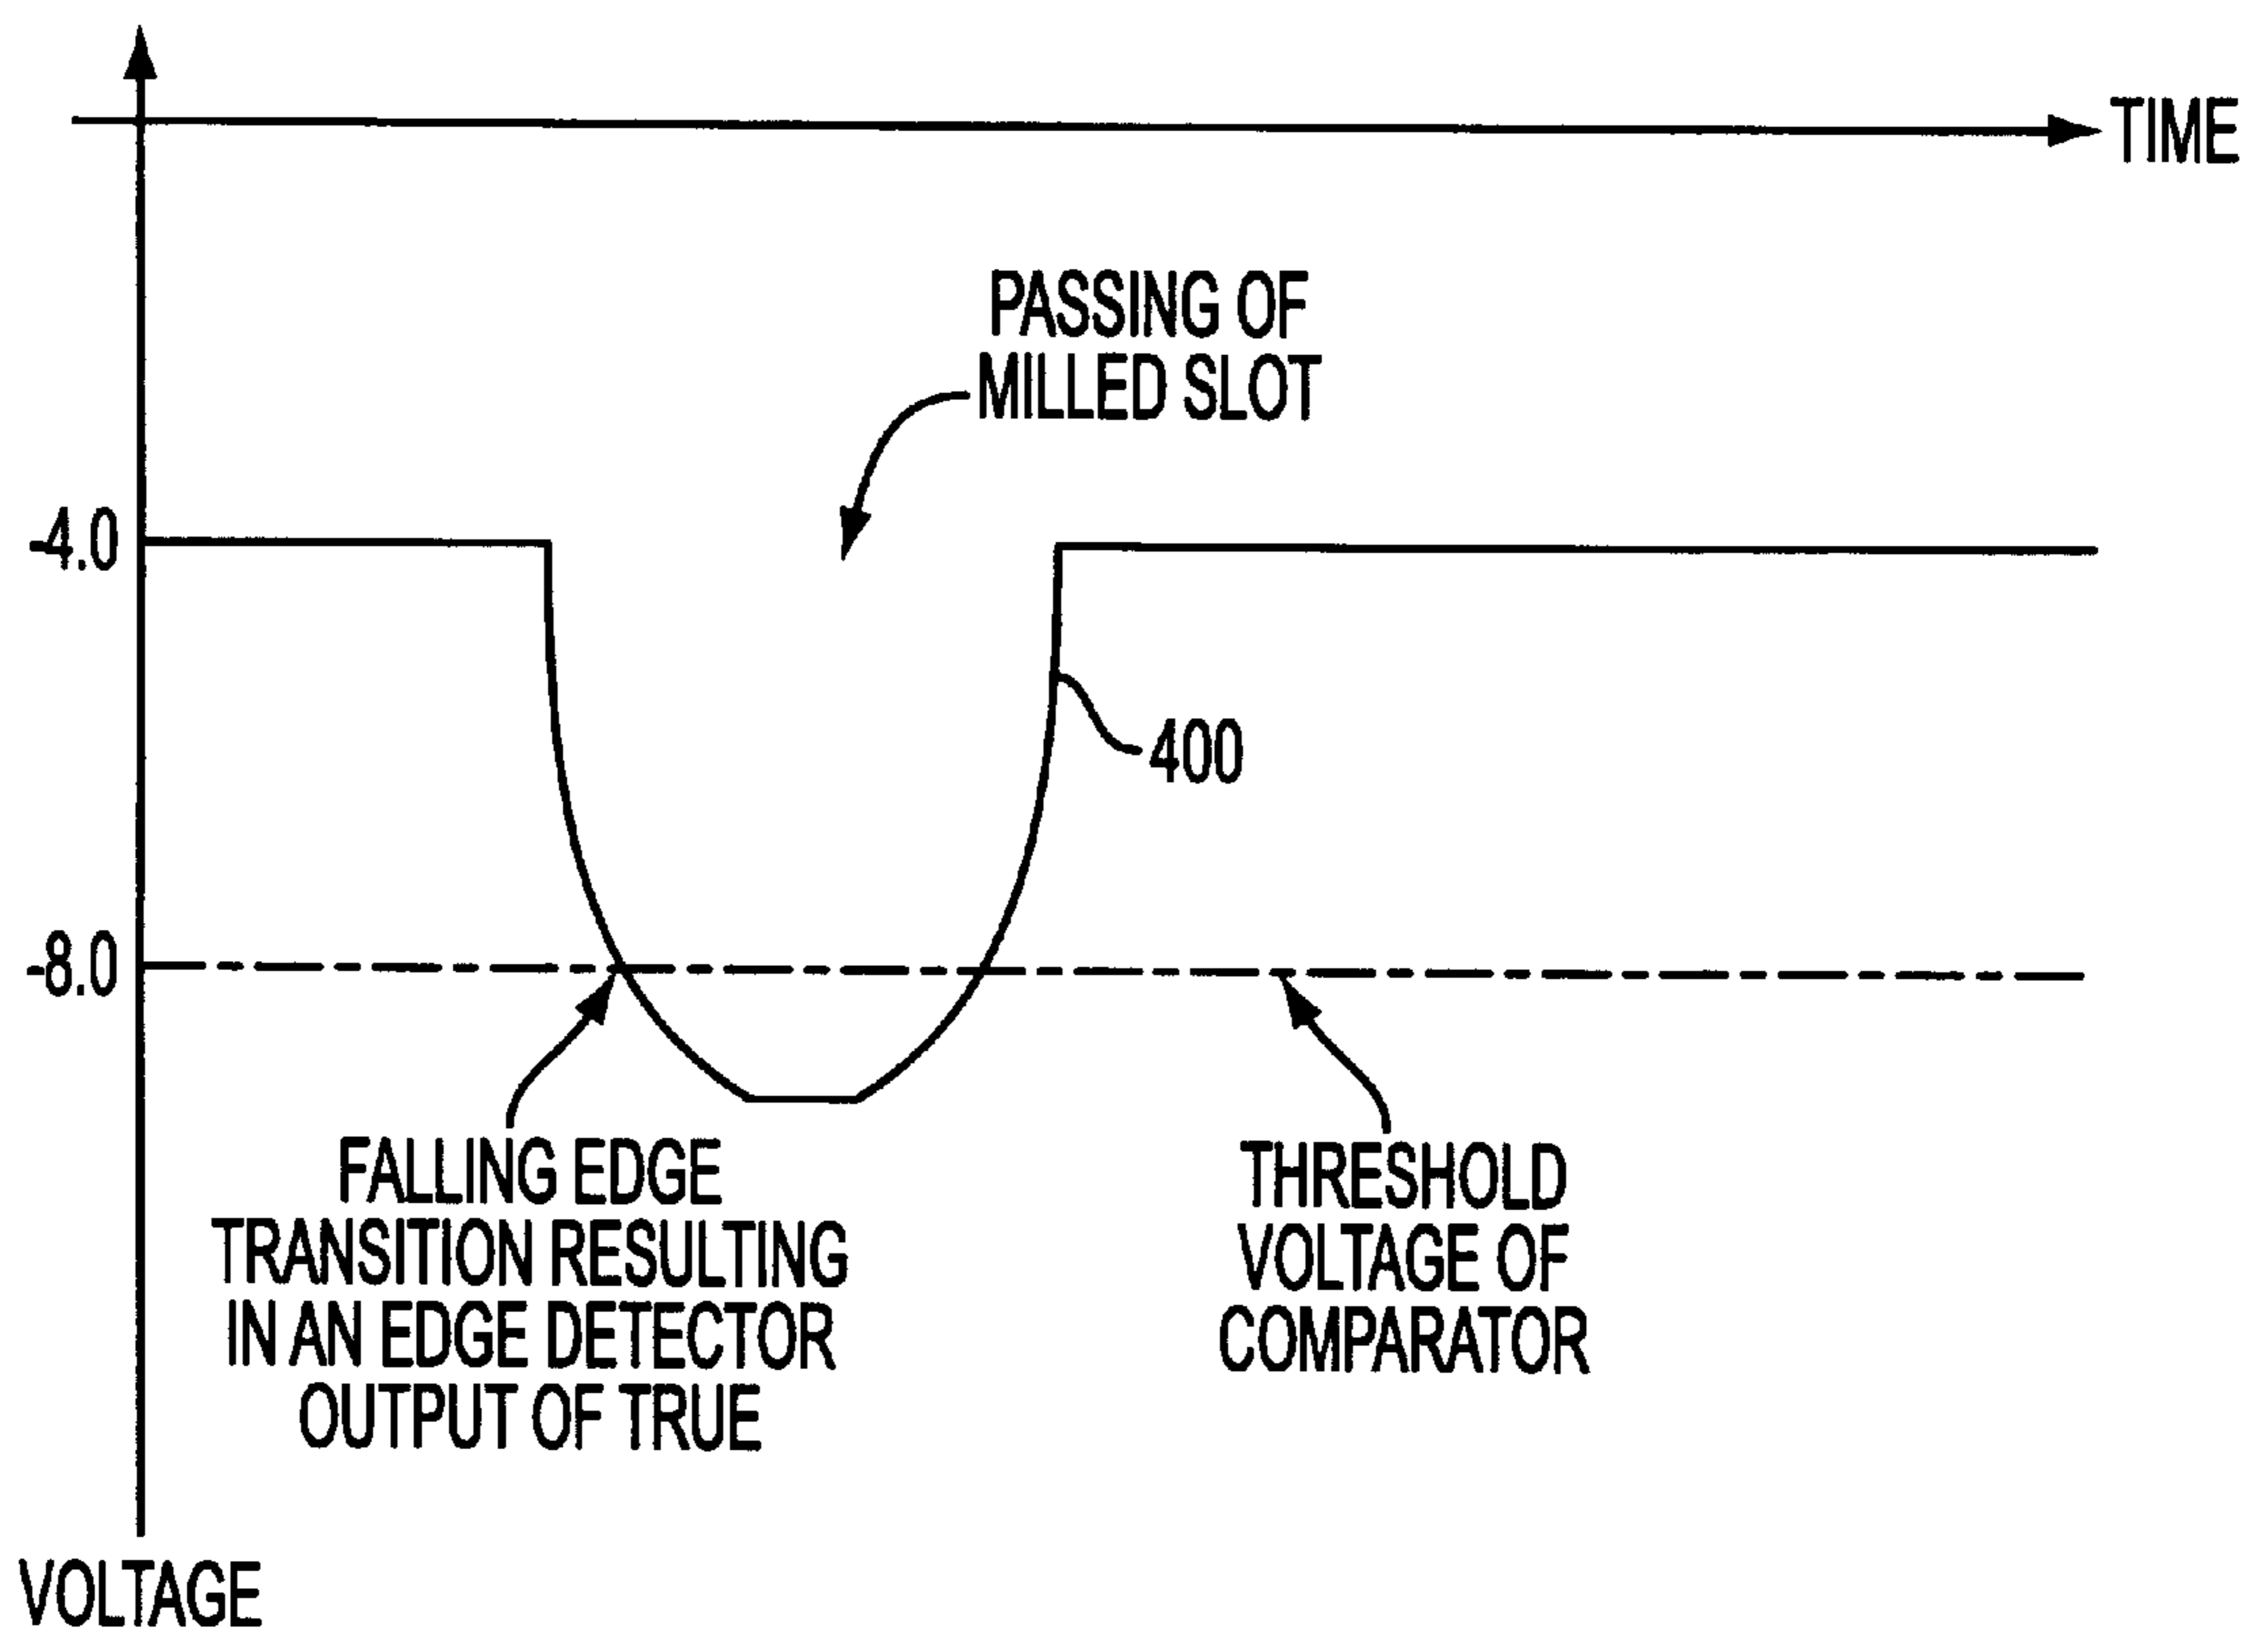 TIME
PASSING OF
MILLED SLOT
-4.0
400
-8.0
FALLING EDGE
TRANSITION RESULTING
IN AN EDGE DETECTOR
OUTPUT OF TRUE
THRESHOLD
VOLTAGE OF
COMPARATOR
VOLTAGE